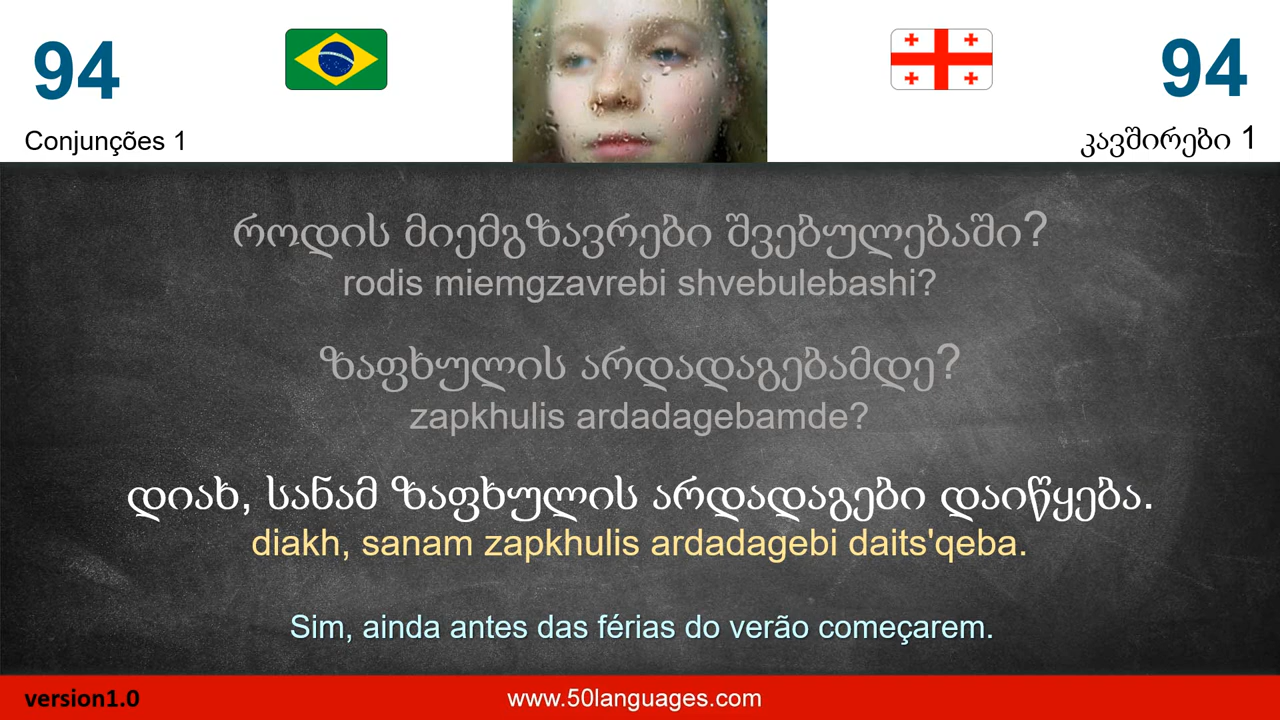 94
94
Conjunções 1
კავშირები 1
როდის მიემგზავრები შვებულებაში?
rodis miemgzavrebi shvebulebashi?
ზაფხულის არდადაგებამდე?
zapkhulis ardadagebamde?
დიახ, სანამ ზაფხულის არდადაგები დაიწყება.
diakh, sanam zapkhulis ardadagebi daits'qeba.
Sim, ainda antes das férias do verão começarem.
version1.0
www.50languages.com